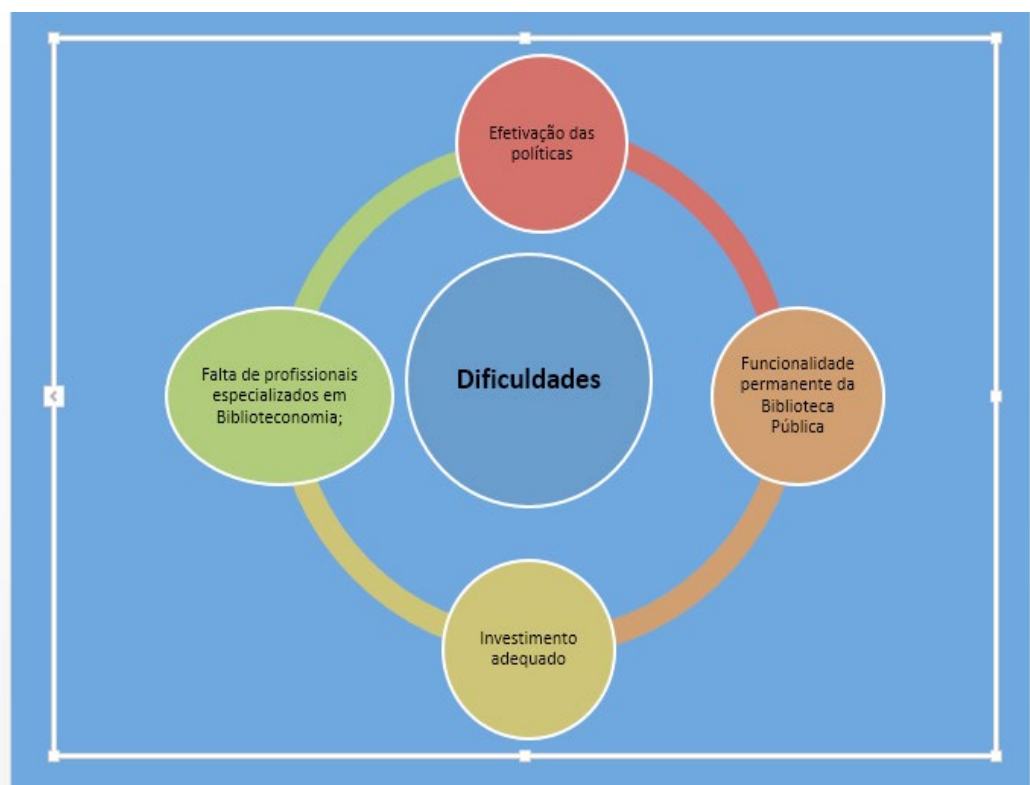 Efetivação das
políticas
Falta de profissionais
especializados em
Biblioteconomia;
Dificuldades
Funcionalidade
permanente da
Biblioteca
Pública
Investimento
adequado